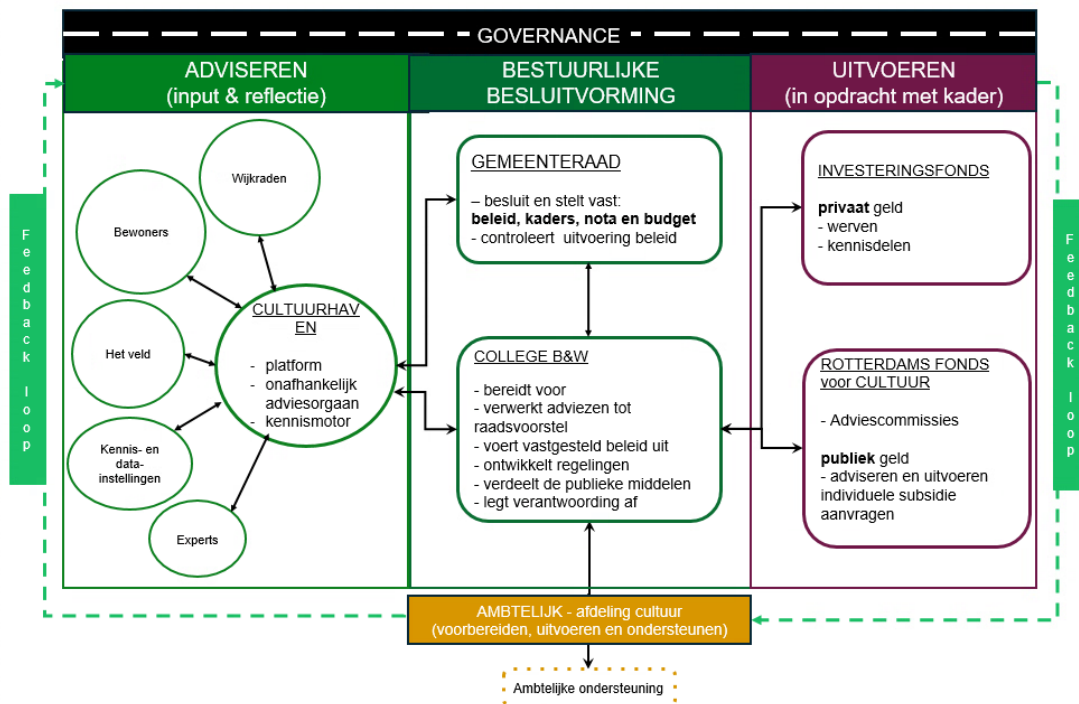 GOVERNANCE
ADVISEREN
(input & reflectie)
BESTUURLIJKE
BESLUITVORMING
UITVOEREN
(in opdracht met kader)
Feedback loop
Wijkraden
Bewoners
Het veld
Kennis- en
data-
instellingen
Experts
CULTUURHAV
EN
- platform
- onafhankelijk
adviesorgaan
- kennismotor
GEMEENTERAAD
– besluit en stelt vast:
beleid, kaders, nota en budget
- controleert uitvoering beleid
COLLEGE B&W
- bereidt voor
- verwerkt adviezen tot
raadsvoorstel
- voert vastgesteld beleid uit
- ontwikkelt regelingen
- verdeelt de publieke middelen
- legt verantwoording af
INVESTERINGSFONDS
privaat geld
- werven
- kennisdelen
ROTTERDAMS FONDS
voor CULTUUR
- Adviescommissies
publiek geld
- adviseren en uitvoeren
individuele subsidie
aanvragen
Feedback loop
AMBTELIJK - afdeling cultuur
(voorbereiden, uitvoeren en ondersteunen)
Ambtelijke ondersteuning